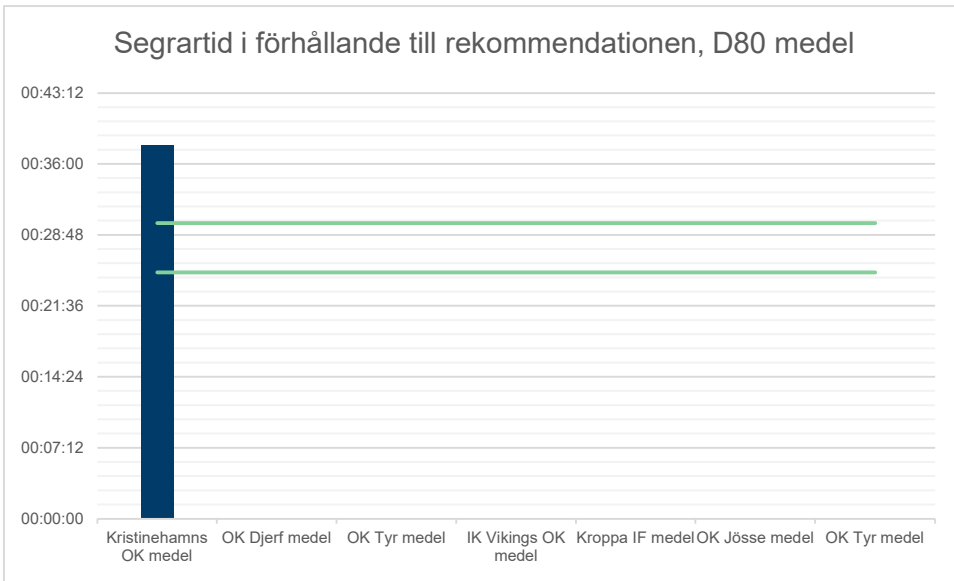 Segrartid i förhållande till rekommendationen, D80 medel
00:43:12
00:36:00
00:28:48
00:21:36
00:14:24
00:07:12
00:00:00
Kristinehamns
OK medel
OK Djerf medel
OK Tyr medel
IK Vikings OK
medel
Kroppa IF medel
OK Jösse medel
OK Tyr medel